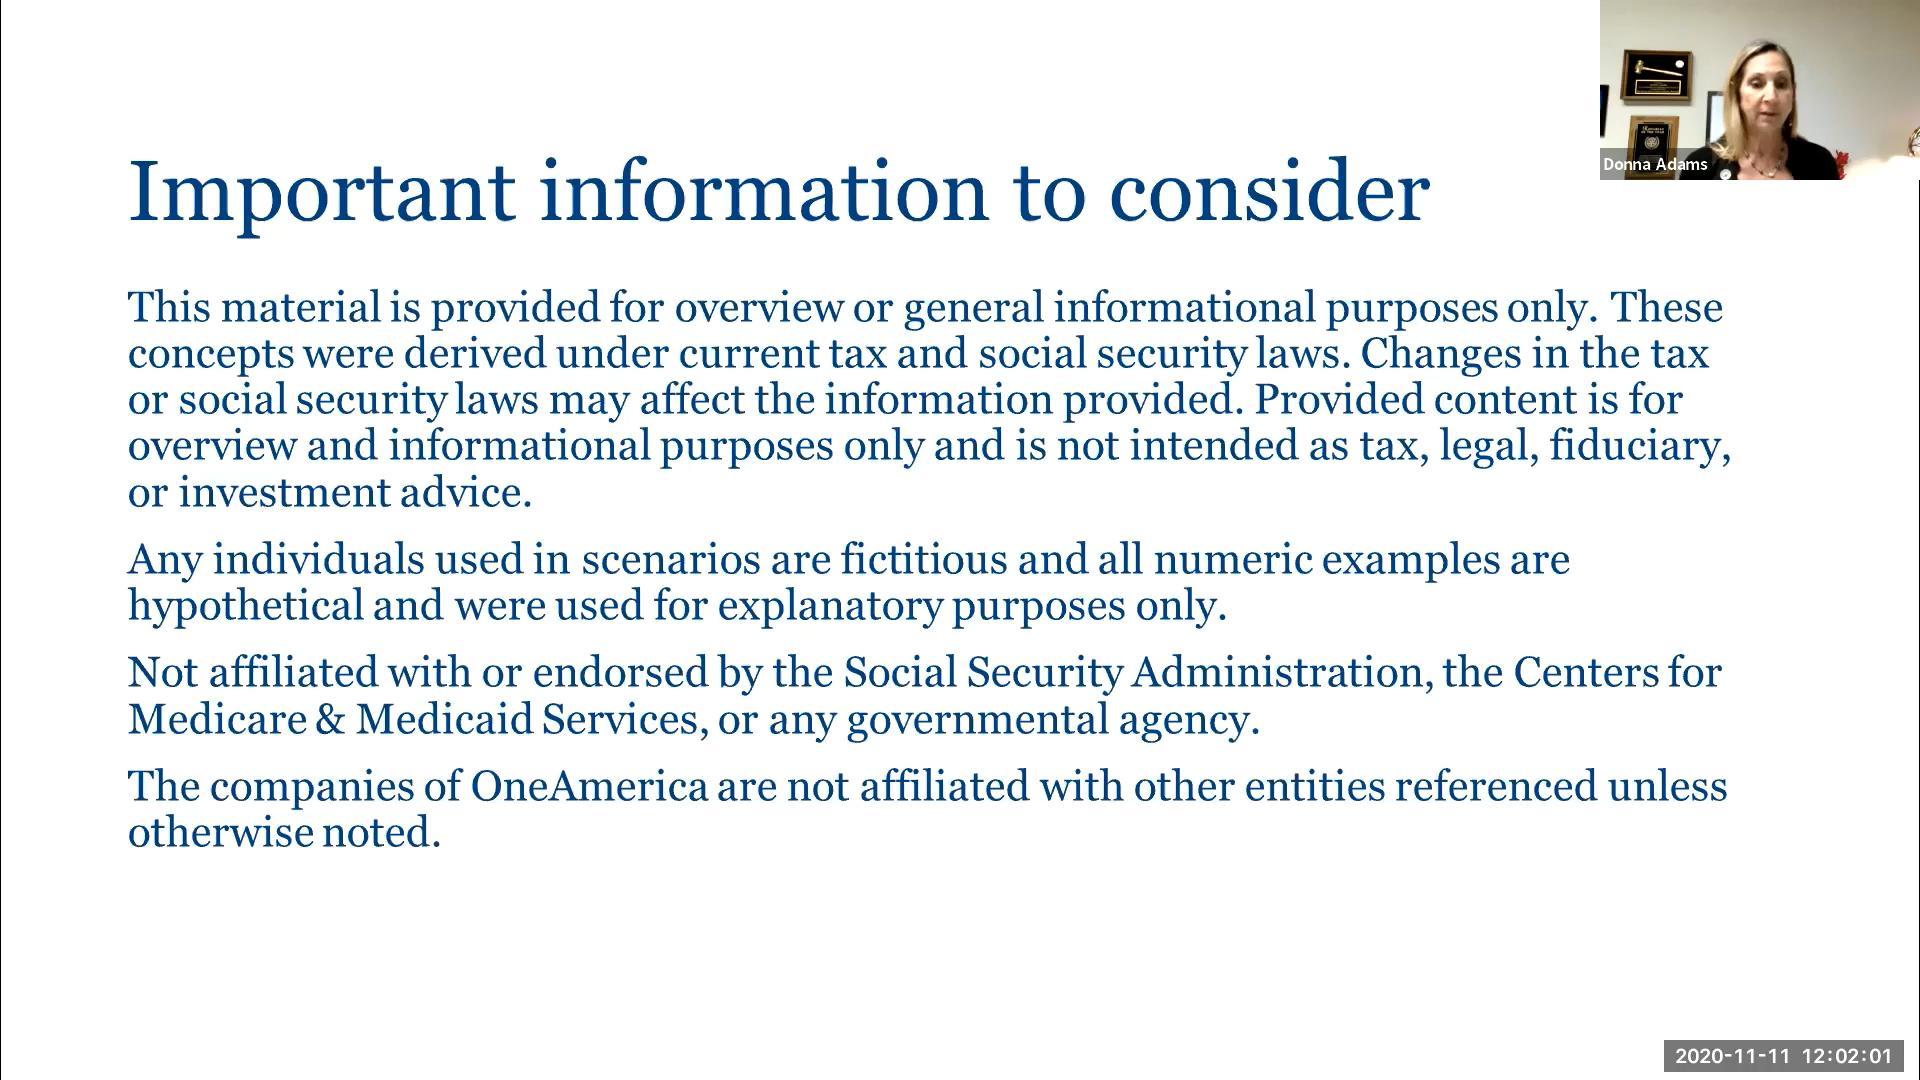 Important information to consider
This material is provided for overview or general informational purposes only. These
concepts were derived under current tax and social security laws. Changes in the tax
or social security laws may affect the information provided. Provided content is for
overview and informational purposes only and is not intended as tax, legal, fiduciary,
or investment advice.
Any individuals used in scenarios are fictitious and all numeric examples are
hypothetical and were used for explanatory purposes only.
Not affiliated with or endorsed by the Social Security Administration, the Centers for
Medicare & Medicaid Services, or any governmental agency.
The companies of OneAmerica are not affiliated with other entities referenced unless
otherwise noted.
Donna Adams
2020-11-11 12:02:01